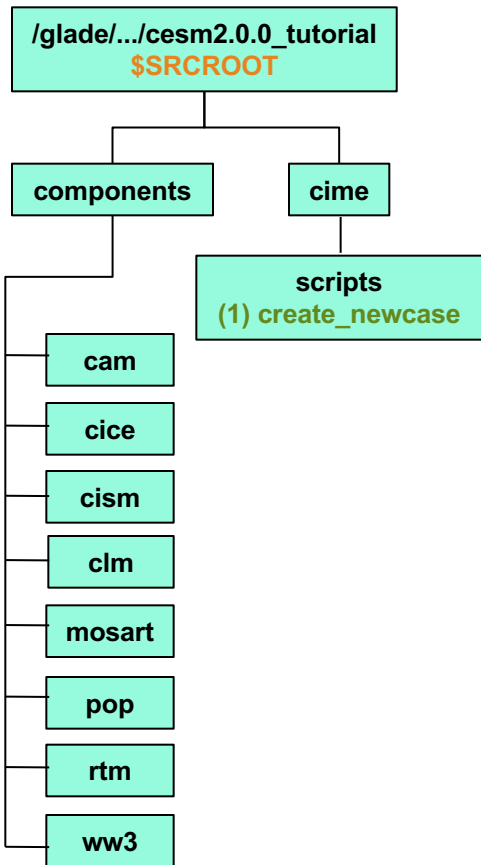 /glade/.../cesm2.0.0_tutorial
$SRCROOT
components
cime
scripts
(1) create_newcase
cam
cice
cism
clm
mosart
pop
rtm
ww3